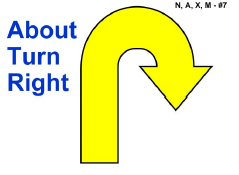 N, A, X, M - #7
About
Turn
Right